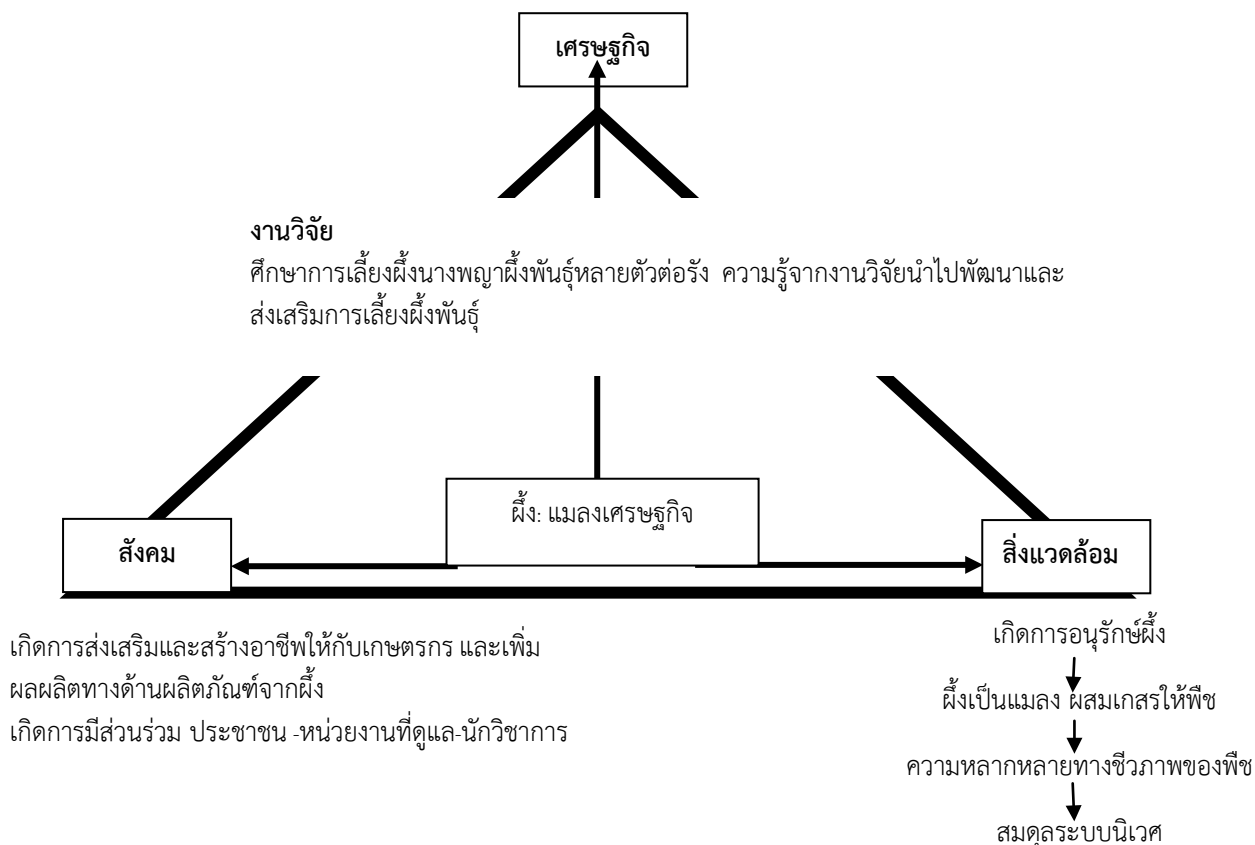 เศรษฐกิจ
งานวิจัย
ศึกษาการเลี้ยงผึ้งนางพญาผึ้งพันธุ์หลายตัวต่อรัง ความรู้จากงานวิจัยนำไปพัฒนาและ
ส่งเสริมการเลี้ยงผึ้งพันธุ์
ผึ้ง: แมลงเศรษฐกิจ
สังคม
สิ่งแวดล้อม
เกิดการส่งเสริมและสร้างอาชีพให้กับเกษตรกร และเพิ่ม
ผลผลิตทางด้านผลิตภัณฑ์จากผึ้ง
เกิดการมีส่วนร่วม ประชาชน -หน่วยงานที่ดูแล-นักวิชาการ
เกิดการอนุรักษ์ผึ้ง
ผึ้งเป็นแมลง ผสมเกสรให้พืช
ความหลากหลายทางชีวภาพของพืช
สมดุลระบบนิเวศ